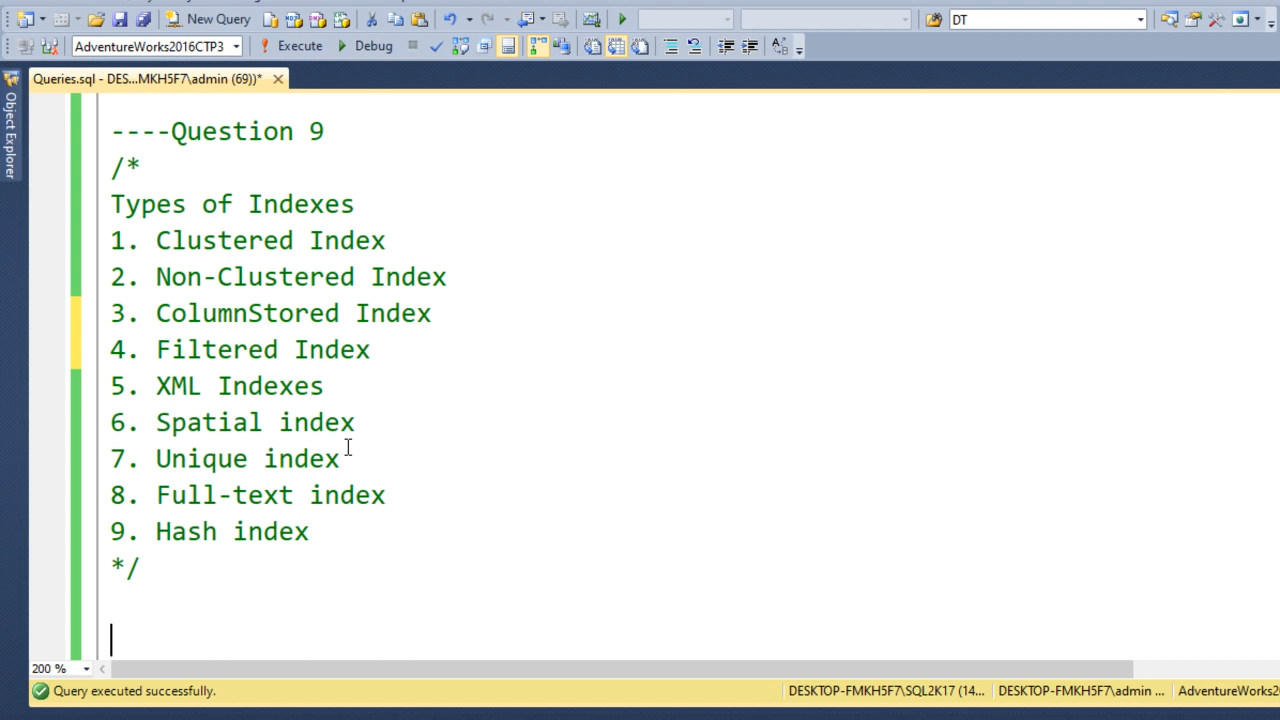 New Query
DT
AdventureWorks2016CTP3
Execute
Debug
Queries.sql - DES...MKH5F7\admin (69))*
Object Explorer
----Question 9
/*
Types of Indexes
1. Clustered Index
2. Non-Clustered Index
3. ColumnStored Index
4. Filtered Index
5. XML Indexes
6. Spatial index
7. Unique index
8. Full-text index
9. Hash index
*/
200 %
Query executed successfully.
DESKTOP-FMKH5F7\SQL2K17 (14...
DESKTOP-FMKH5F7\admin ...
AdventureWorks2